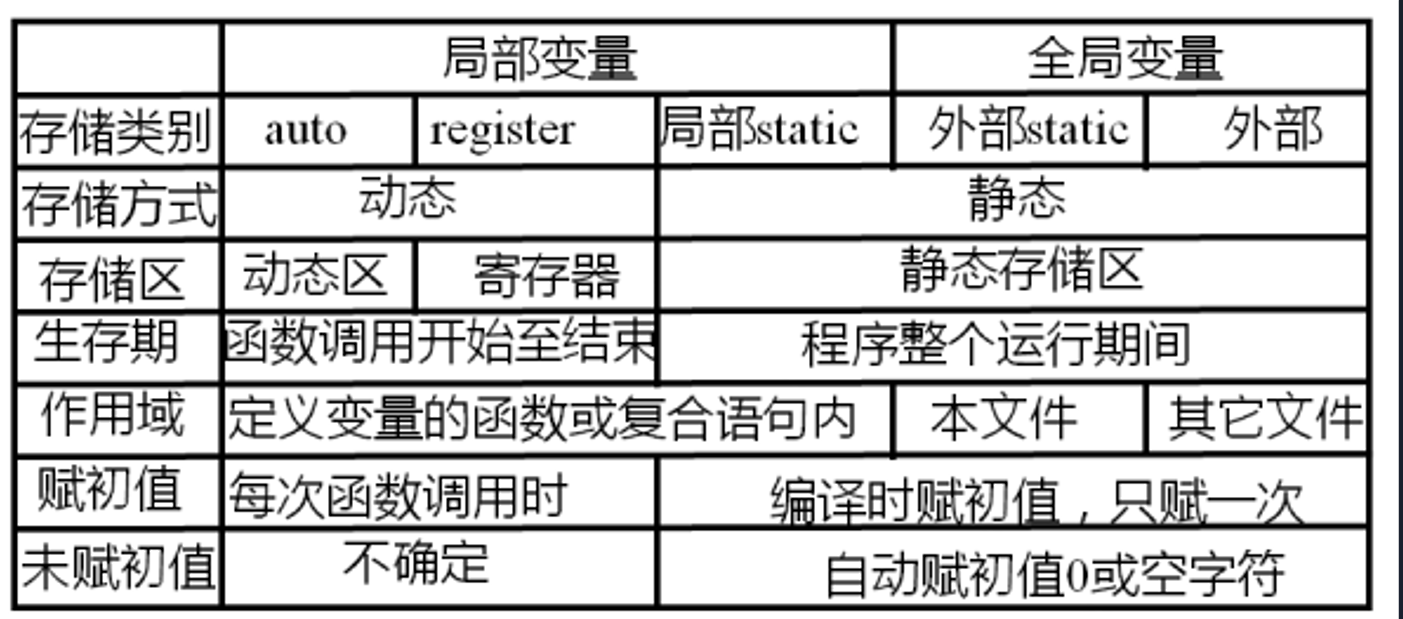 局部变量 全局变量
存储类别 auto register 局部static 外部static 外部
存储方式 动态 静态
存储区 动态区 寄存器 静态存储区
生存期 函数调用开始至结束 程序整个运行期间
作用域 定义变量的函数或复合语句内 本文件 其它文件
赋初值 每次函数调用时 编译时赋初值，只赋一次
未赋初值 不确定 自动赋初值0或空字符